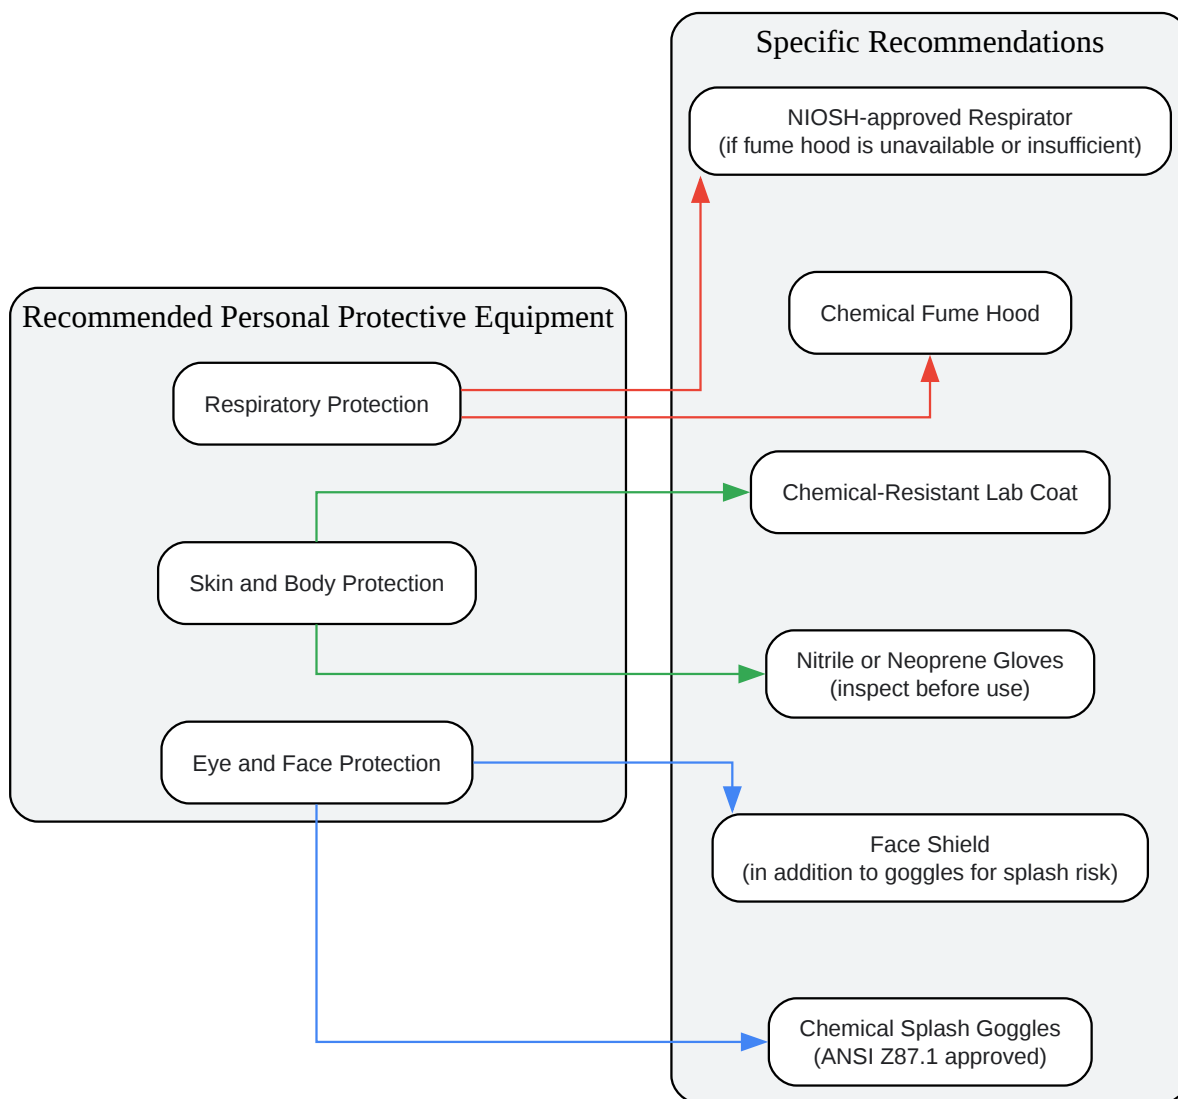 Specific Recommendations
NIOSH-approved Respirator
(if fume hood is unavailable or insufficient)
Chemical Fume Hood
Recommended Personal Protective Equipment
Respiratory Protection
Chemical-Resistant Lab Coat
Skin and Body Protection
Nitrile or Neoprene Gloves
(inspect before use)
Eye and Face Protection
Face Shield
(in addition to goggles for splash risk)
Chemical Splash Goggles
(ANSI Z87.1 approved)